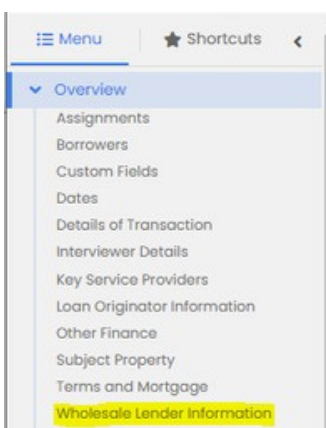 Menu Shortcuts
Overview
Assignments
Borrowers
Custom Fields
Dates
Details of Transaction
Interviewer Details
Key Service Providers
Loan Originator Information
Other Finance
Subject Property
Terms and Mortgage
Wholesale Lender Information